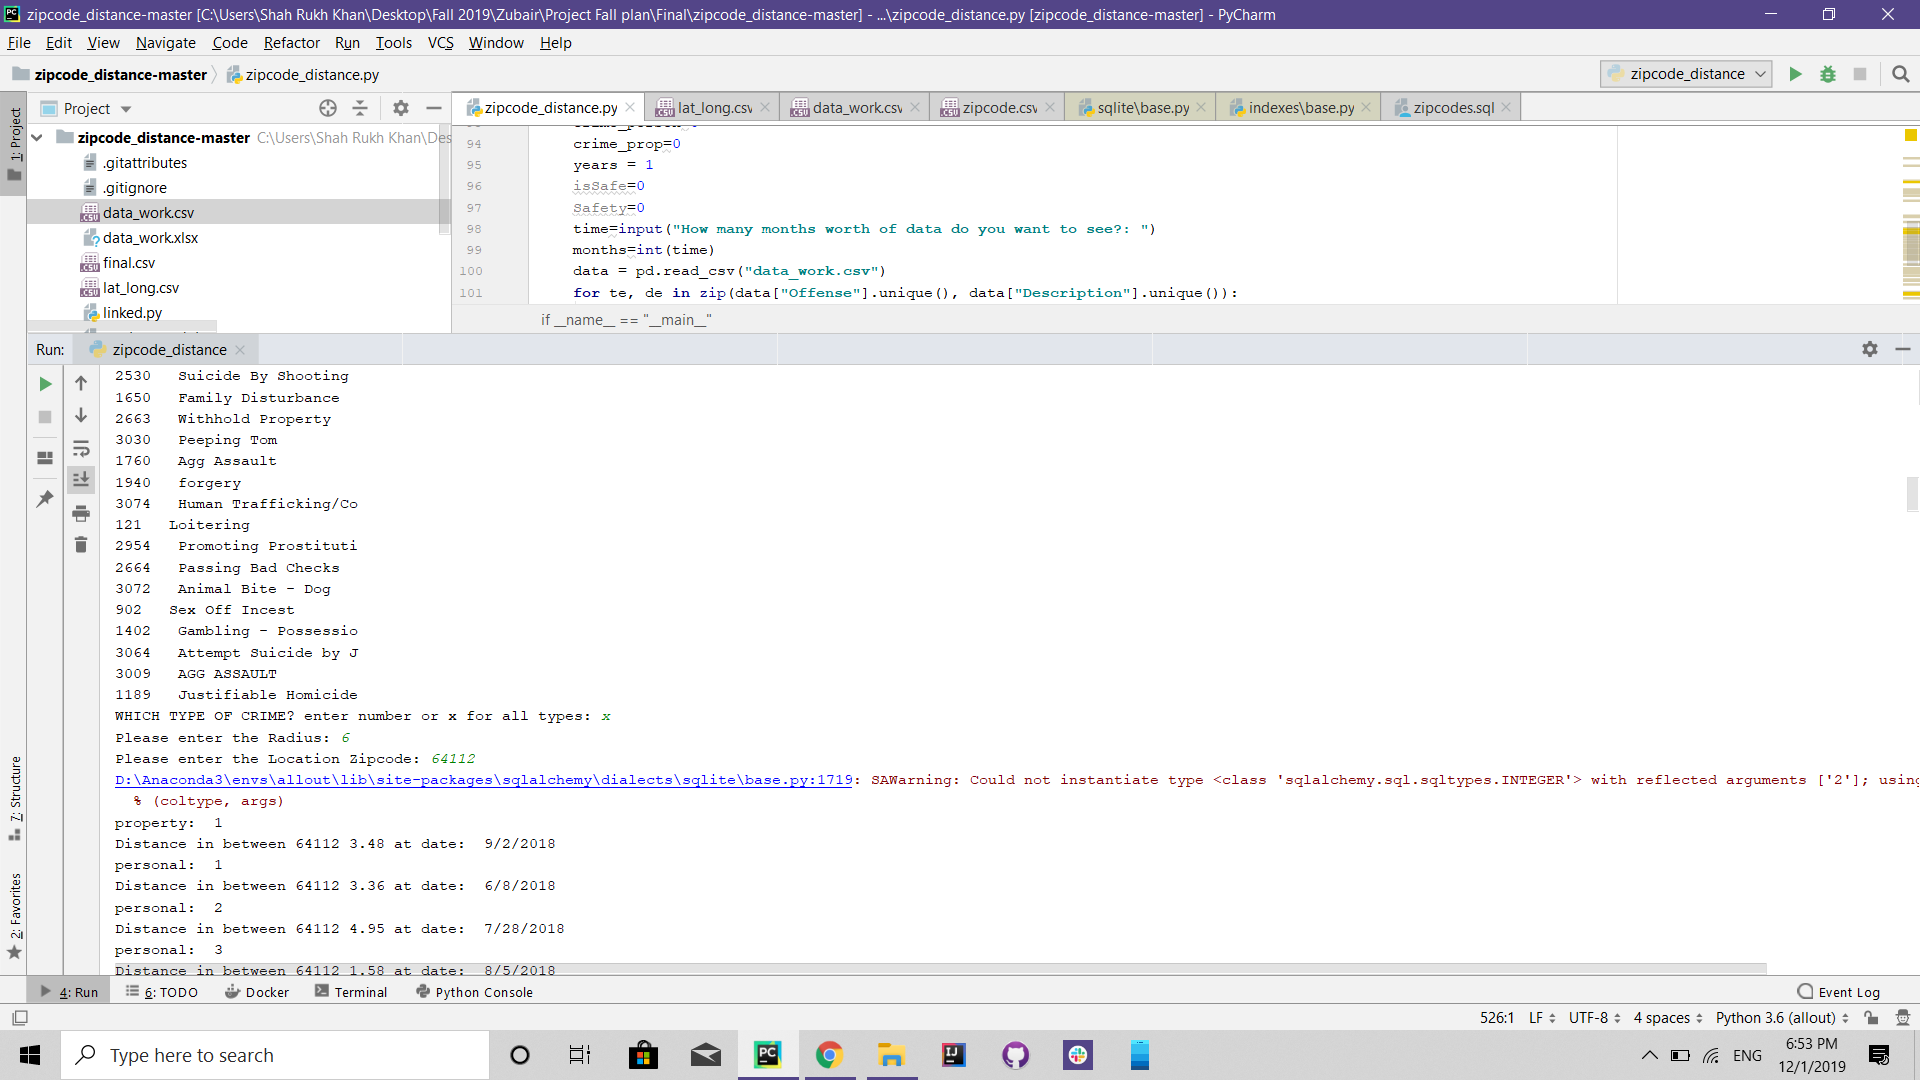 zipcode_distance-master [C:\Users\Shah Rukh Khan\Desktop\Fall 2019\Zubair\Project Fall plan\Final\zipcode_distance-master] - ...\zipcode_distance.py [zipcode_distance-master] - PyCharm
File Edit View Navigate Code Refactor Run Tools VCS Window Help
zipcode_distance-master zipcode_distance.py zipcode_distance
1: Project
Project
zipcode_distance.py lat_long.csv data_work.csv zipcode.csv sqlite\base.py indexes\base.py zipcodes.sql
zipcode_distance-master C:\Users\Shah Rukh Khan\Des
.gitattributes
.gitignore
data_work.csv
data_work.xlsx
final.csv
lat_long.csv
linked.py
94 crime_prop=0
95 years = 1
96 isSafe=0
97 Safety=0
98 time=input("How many months worth of data do you want to see?: ")
99 months=int(time)
100 data = pd.read_csv("data_work.csv")
101 for te, de in zip(data["Offense"].unique(), data["Description"].unique()):
if __name__ == "__main__"
Run: zipcode_distance
2530 Suicide By Shooting
1650 Family Disturbance
2663 Withhold Property
3030 Peeping Tom
1760 Agg Assault
1940 forgery
3074 Human Trafficking/Co
121 Loitering
2954 Promoting Prostituti
2664 Passing Bad Checks
3072 Animal Bite - Dog
902 Sex Off Incest
1402 Gambling - Possessio
3064 Attempt Suicide by J
3009 AGG ASSAULT
1189 Justifiable Homicide
WHICH TYPE OF CRIME? enter number or x for all types: x
Please enter the Radius: 6
Please enter the Location Zipcode: 64112
D:\Anaconda3\envs\allout\lib\site-packages\sqlalchemy\dialects\sqlite\base.py:1719: SAWarning: Could not instantiate type <class 'sqlalchemy.sql.sqltypes.INTEGER'> with reflected arguments ['2']; using
% (coltype, args)
property: 1
Distance in between 64112 3.48 at date: 9/2/2018
personal: 1
Distance in between 64112 3.36 at date: 6/8/2018
personal: 2
Distance in between 64112 4.95 at date: 7/28/2018
personal: 3
Distance in between 64112 1.58 at date: 8/5/2018
7: Structure
2: Favorites
4: Run 6: TODO Docker Terminal Python Console Event Log
526:1 LF UTF-8 4 spaces Python 3.6 (allout)
Type here to search
ENG
6:53 PM
12/1/2019